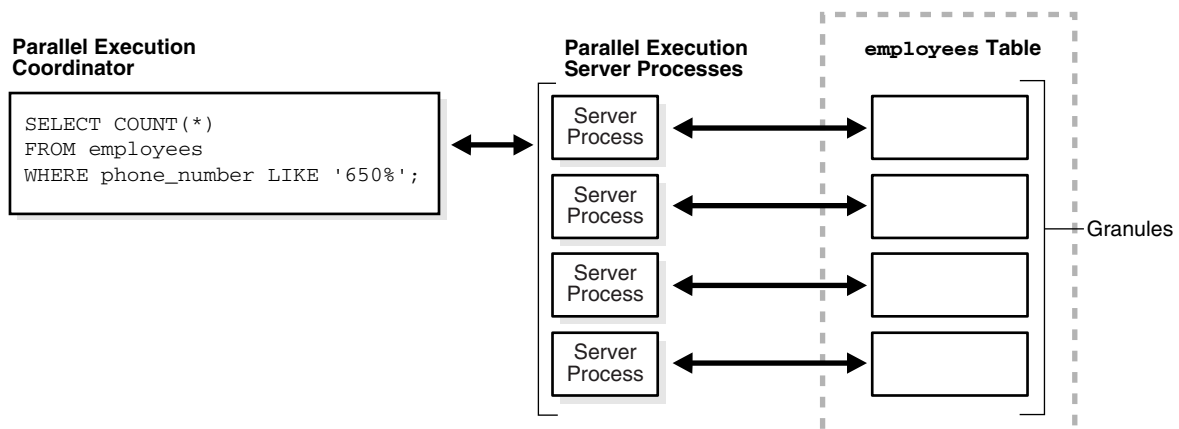 Parallel Execution
Coordinator
SELECT COUNT(*)
FROM employees
WHERE phone_number LIKE '650%';
Parallel Execution
Server Processes
Server
Process
Server
Process
Server
Process
Server
Process
employees Table
Granules